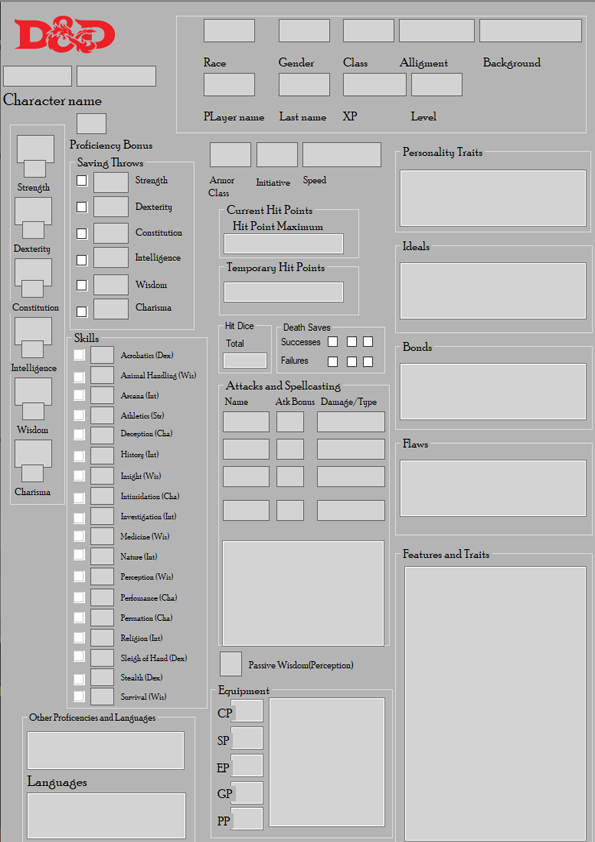 D&D
Race Gender Class Alligment Background
Character name
PLayer name Last name XP Level
Proficiency Bonus
Saving Throws
Strength
Dexterity
Constitution
Intelligence
Wisdom
Charisma
Strength
Dexterity
Constitution
Intelligence
Wisdom
Charisma
Skills
Acrobatics (Dex)
Animal Handling (Wis)
Arcana (Int)
Athletics (Str)
Deception (Cha)
History (Int)
Insight (Wis)
Intimidation (Cha)
Investigation (Int)
Medicine (Wis)
Nature (Int)
Perception (Wis)
Perfomance (Cha)
Persuation (Cha)
Religion (Int)
Sleigh of Hand (Dex)
Stealth (Dex)
Survival (Wis)
Other Proficencies and Languages
Languages
Armor
Class
Initiative
Speed
Current Hit Points
Hit Point Maximum
Temporary Hit Points
Hit Dice
Total
Death Saves
Successes
Failures
Attacks and Spellcasting
Name Atk Bonus Damage/Type
Passive Wisdom(Perception)
Equipment
CP
SP
EP
GP
PP
Personality Traits
Ideals
Bonds
Flaws
Features and Traits